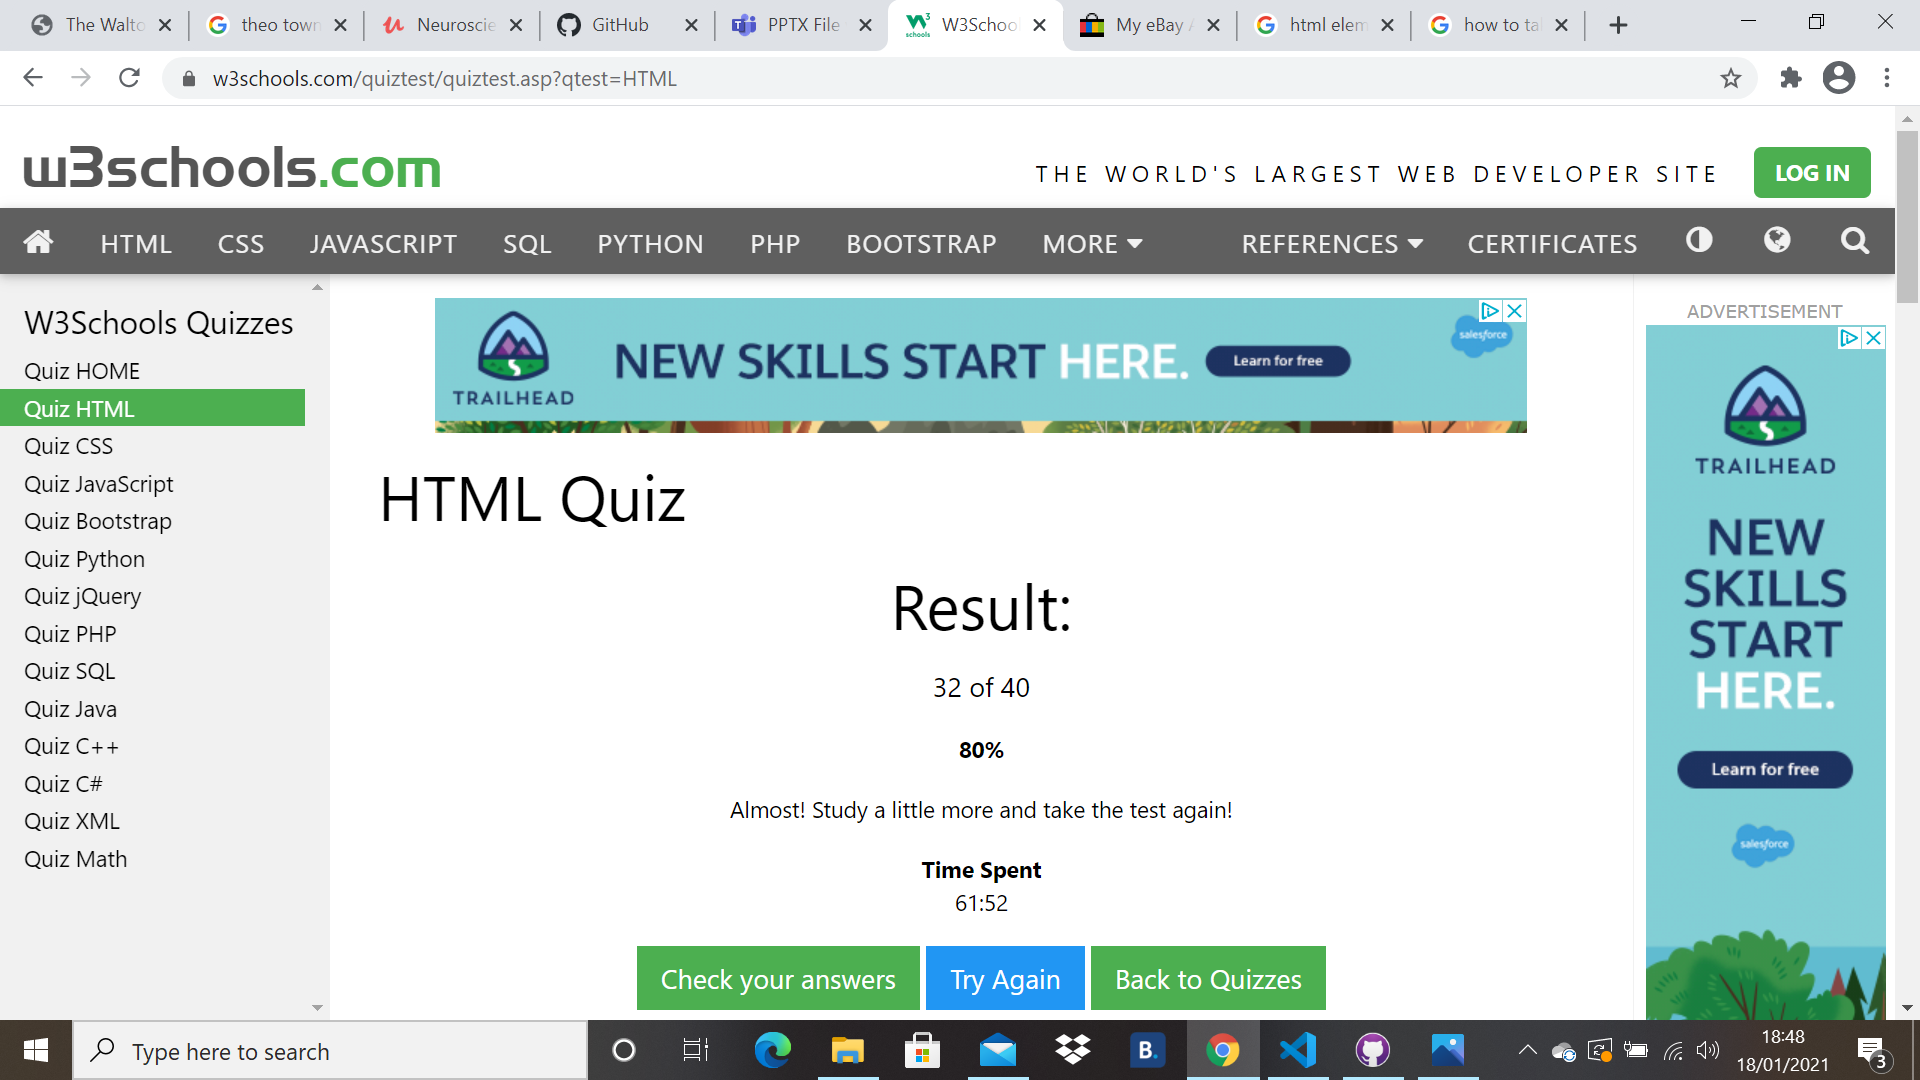 The Walto
theo town
Neuroscie
GitHub
PPTX File
W3School
My eBay A
html elem
how to tal
w3schools.com/quiztest/quiztest.asp?qtest=HTML
w3schools.com
THE WORLD'S LARGEST WEB DEVELOPER SITE
LOG IN
HTML
CSS
JAVASCRIPT
SQL
PYTHON
PHP
BOOTSTRAP
MORE
REFERENCES
CERTIFICATES
W3Schools Quizzes
Quiz HOME
Quiz HTML
Quiz CSS
Quiz JavaScript
Quiz Bootstrap
Quiz Python
Quiz jQuery
Quiz PHP
Quiz SQL
Quiz Java
Quiz C++
Quiz C#
Quiz XML
Quiz Math
TRAILHEAD
NEW SKILLS START HERE.
Learn for free
salesforce
HTML Quiz
Result:
32 of 40
80%
Almost! Study a little more and take the test again!
Time Spent
61:52
Check your answers
Try Again
Back to Quizzes
ADVERTISEMENT
TRAILHEAD
NEW
SKILLS
START
HERE.
Learn for free
salesforce
Type here to search
B.
18:48
18/01/2021
3